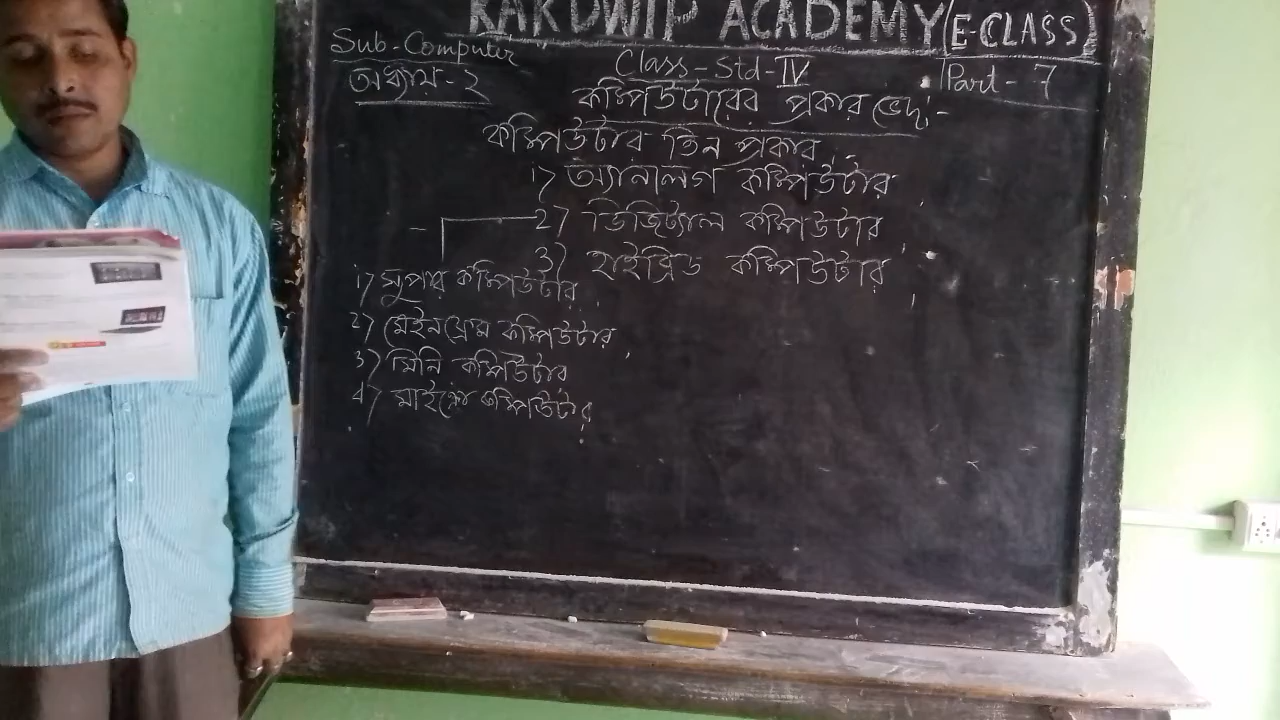 KAKDWIP ACADEMY (E-CLASS)
Sub-Computer Class-Std-IV Part-7
অধ্যায়-২
কম্পিউটারের প্রকারভেদ:-
কম্পিউটার তিন প্রকার
1) অ্যানালগ কম্পিউটার
2) ডিজিট্যাল কম্পিউটার
3) হাইব্রিড কম্পিউটার
1) সুপার কম্পিউটার
2) মেইনফ্রেম কম্পিউটার
3) মিনি কম্পিউটার
4) মাইক্রো কম্পিউটার